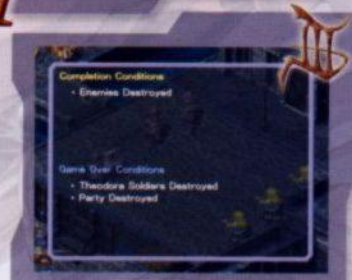 Completion Conditions
• Enemies Destroyed
Game Over Conditions
• Theodora Soldiers Destroyed
• Party Destroyed